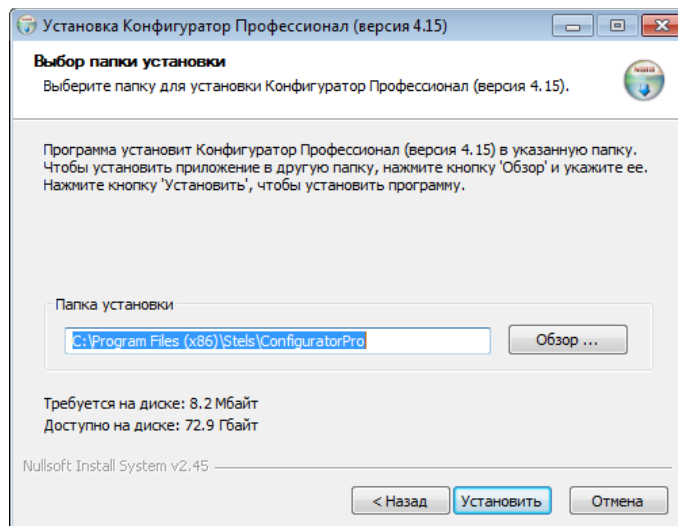 Установка Конфигуратор Профессионал (версия 4.15)
Выбор папки установки
Выберите папку для установки Конфигуратор Профессионал (версия 4.15).
Программа установит Конфигуратор Профессионал (версия 4.15) в указанную папку.
Чтобы установить приложение в другую папку, нажмите кнопку 'Обзор' и укажите ее.
Нажмите кнопку 'Установить', чтобы установить программу.
Папка установки
C:\Program Files (x86)\Stels\ConfiguratorPro
Обзор ...
Требуется на диске: 8.2 Мбайт
Доступно на диске: 72.9 Гбайт
Nullsoft Install System v2.45
< Назад Установить Отмена